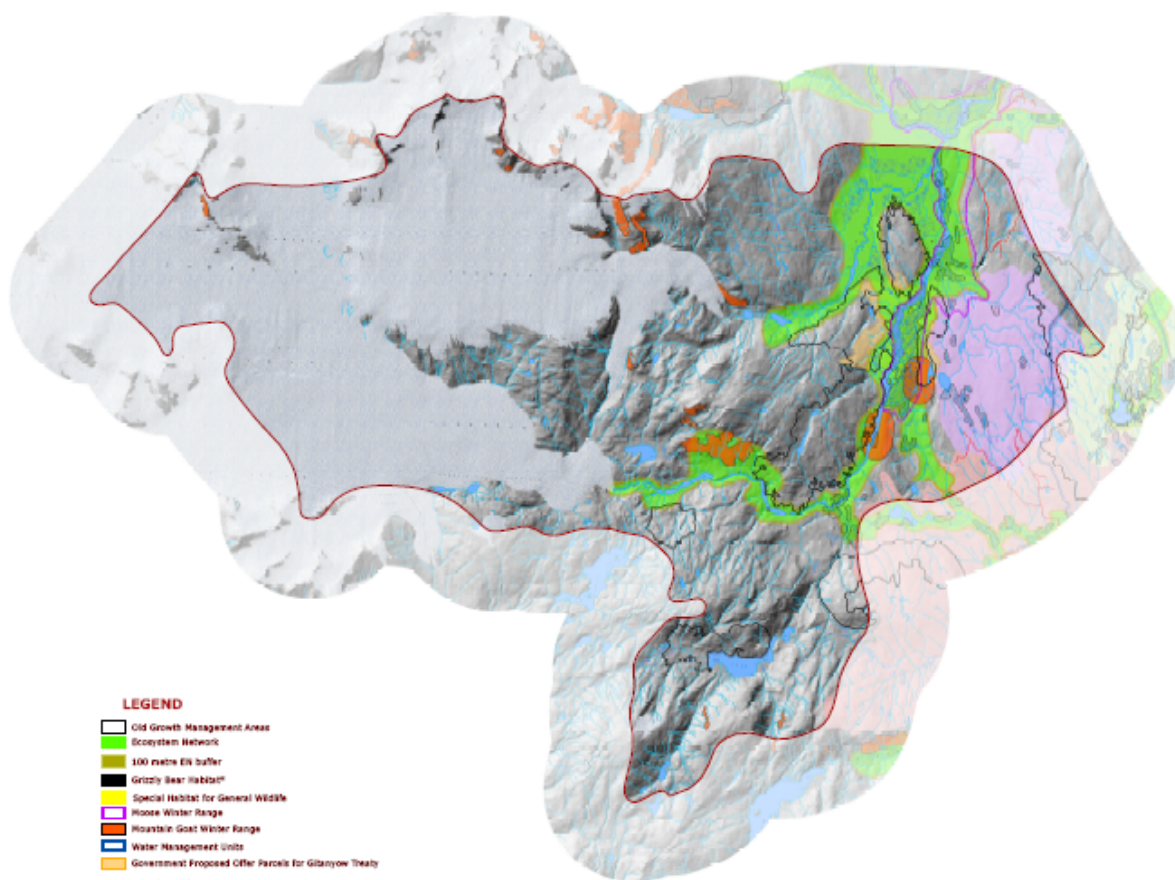 LEGEND
Old Growth Management Areas
Ecosystem Network
100 metre EN buffer
Grizzly Bear Habitat*
Special Habitat for General Wildlife
Moose Winter Range
Mountain Goat Winter Range
Water Management Units
Government Proposed Offer Parcels for Gitanyow Treaty